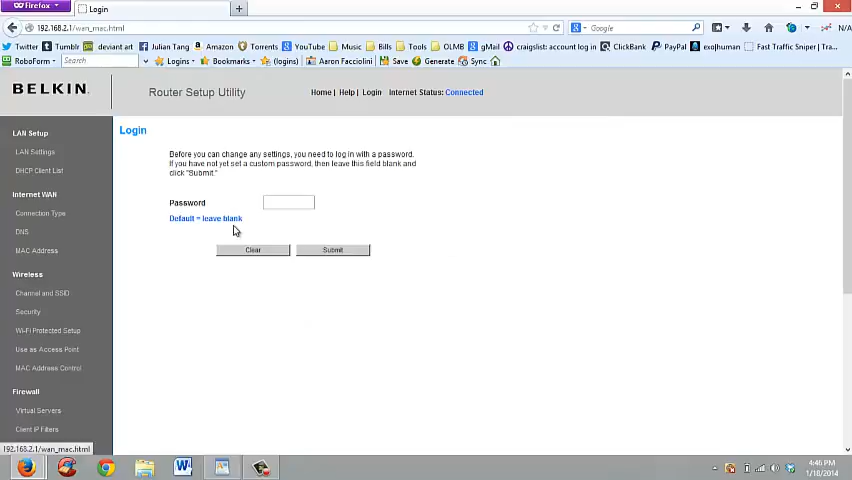 Firefox
Login
192.168.2.1/wan_mac.html
Google
N/A
Twitter Tumblr deviant art Julian Tang Amazon Torrents YouTube Music Bills Tools OLMB gMail craigslist: account log in ClickBank PayPal exo|human Fast Traffic Sniper | Tra...
RoboForm Search Logins Bookmarks (logins) Aaron Facciolini Save Generate Sync
BELKIN.
Router Setup Utility
Home | Help | Login Internet Status: Connected
LAN Setup
LAN Settings
DHCP Client List
Internet WAN
Connection Type
DNS
MAC Address
Wireless
Channel and SSID
Security
Wi-Fi Protected Setup
Use as Access Point
MAC Address Control
Firewall
Virtual Servers
Client IP Filters
Login
Before you can change any settings, you need to log in with a password.
If you have not yet set a custom password, then leave this field blank and
click "Submit."
Password
Default = leave blank
Clear Submit
192.168.2.1/wan_mac.html
4:46 PM
1/18/2014